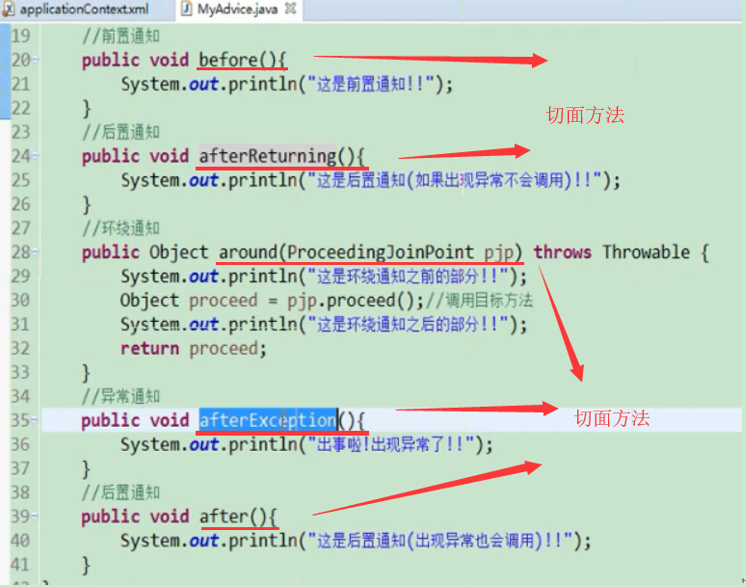 applicationContext.xml MyAdvice.java
19 //前置通知
20 public void before(){
21 System.out.println("这是前置通知!!");
22 }
切面方法
23 //后置通知
24 public void afterReturning(){
25 System.out.println("这是后置通知(如果出现异常不会调用)!!");
26 }
27 //环绕通知
28 public Object around(ProceedingJoinPoint pjp) throws Throwable {
29 System.out.println("这是环绕通知之前的部分!!");
30 Object proceed = pjp.proceed();//调用目标方法
31 System.out.println("这是环绕通知之后的部分!!");
32 return proceed;
33 }
34 //异常通知
35 public void afterException(){ 切面方法
36 System.out.println("出事啦!出现异常了!!");
37 }
38 //后置通知
39 public void after(){
40 System.out.println("这是后置通知(出现异常也会调用)!!");
41 }